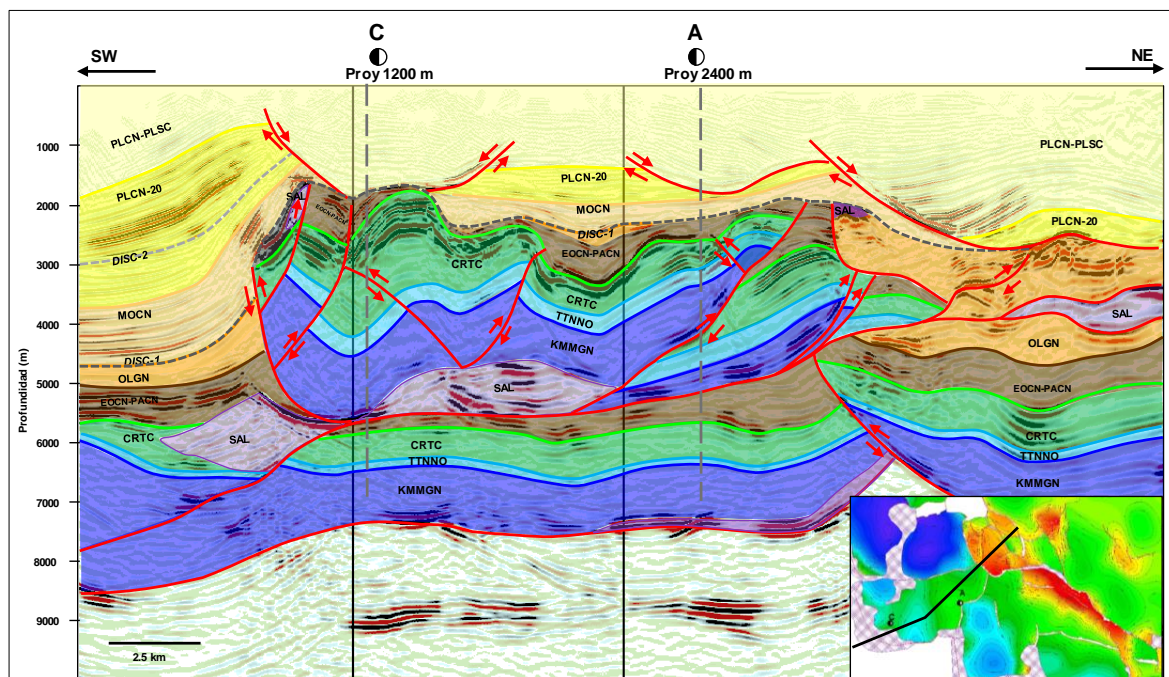 C
A
SW
NE
Proy 1200 m
Proy 2400 m
Profundidad (m)
1000
2000
3000
4000
5000
6000
7000
8000
9000
PLCN-PLSC
PLCN-PLSC
PLCN-20
PLCN-20
PLCN-20
SAL
EOCN-PACN
MOCN
SAL
DISC-1
DISC-2
EOCN-PACN
CRTC
CRTC
MOCN
TTNNO
SAL
KMMGN
OLGN
DISC-1
OLGN
SAL
EOCN-PACN
EOCN-PACN
CRTC
SAL
CRTC
TTNNO
TTNNO
KMMGN
KMMGN
2.5 km
A
C